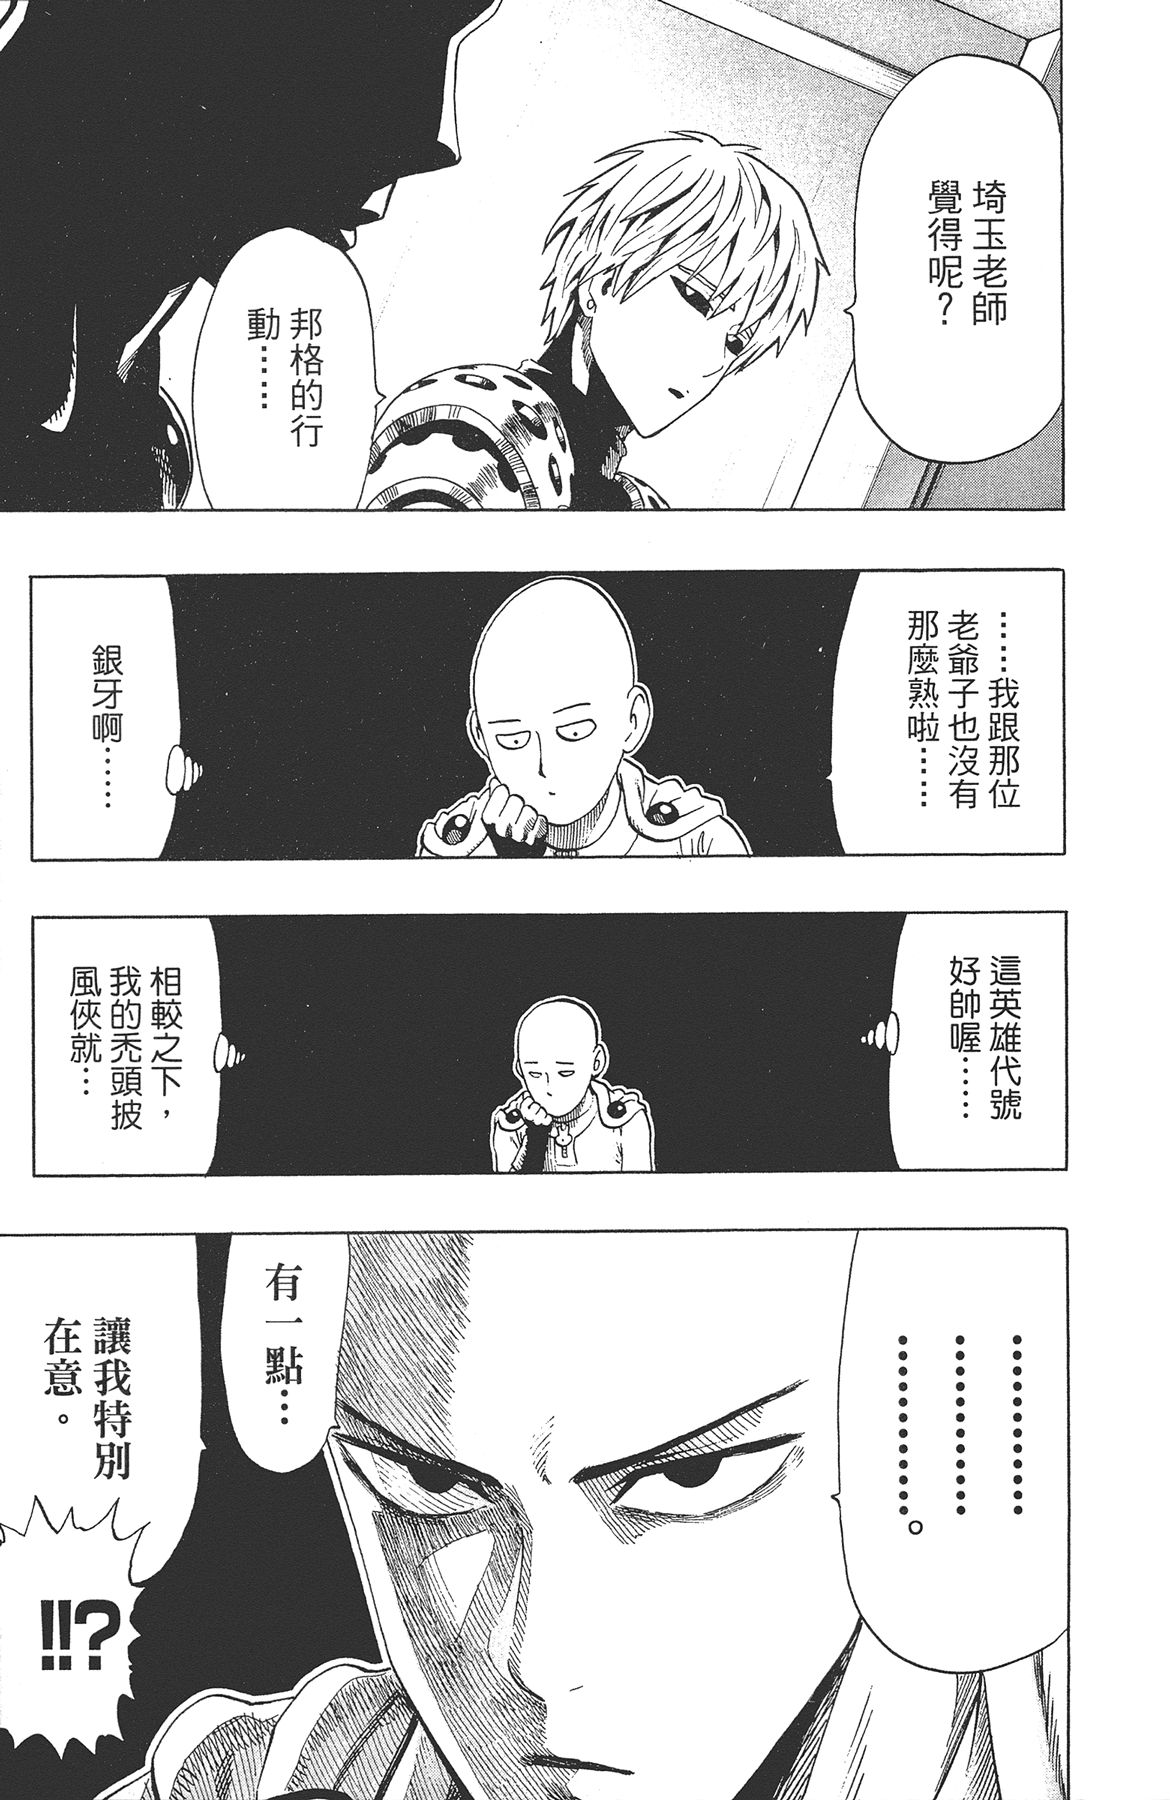 埼玉老師
覺得呢？
邦格的行
動……
……我跟那位
老爺子也沒有
那麼熟啦……
銀牙啊……
這英雄代號
好帥喔……
相較之下，
我的禿頭披
風俠就…
………………
………………
………………。
有一點…
讓我特別
在意。
!!?